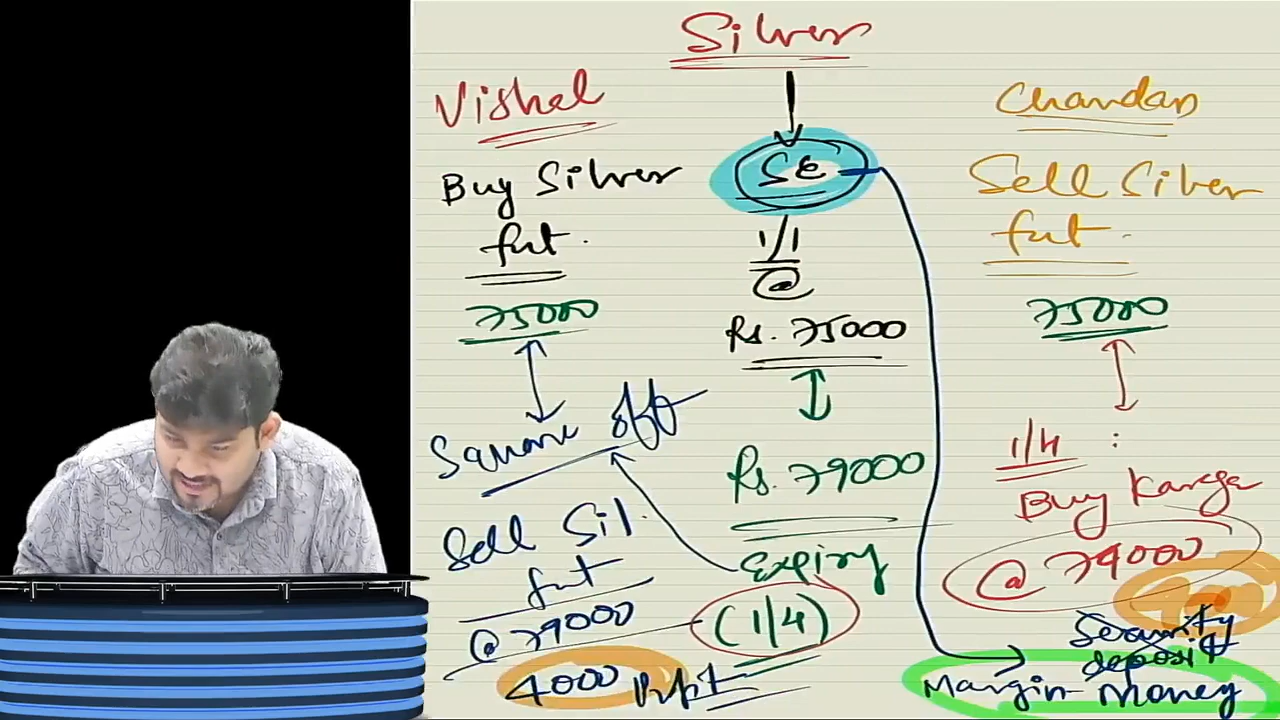 Silver
Vishal
Buy Silver
fut.
75000
Square off
Sell Sil.
fut
@ 79000
4000 Profit
SE
1/1
@
Rs. 75000
Rs. 79000
Expiry
(1/4)
Chandan
Sell Silver
fut
75000
1/4 :
Buy Karega
@ 79000
Security
deposit
Margin Money